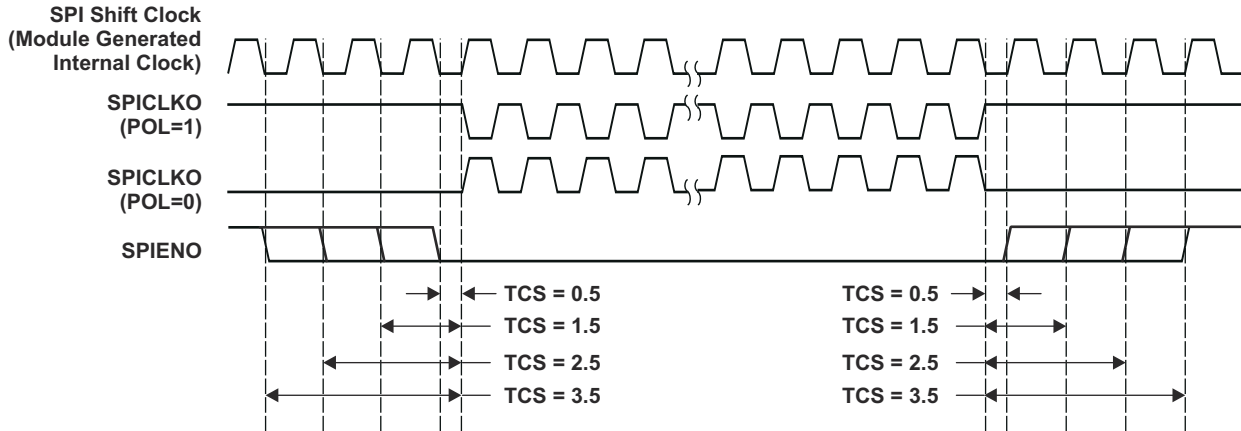 SPI Shift Clock
(Module Generated
Internal Clock)
SPICLKO
(POL=1)
SPICLKO
(POL=0)
SPIENO
TCS = 0.5
TCS = 0.5
TCS = 1.5
TCS = 1.5
TCS = 2.5
TCS = 2.5
TCS = 3.5
TCS = 3.5